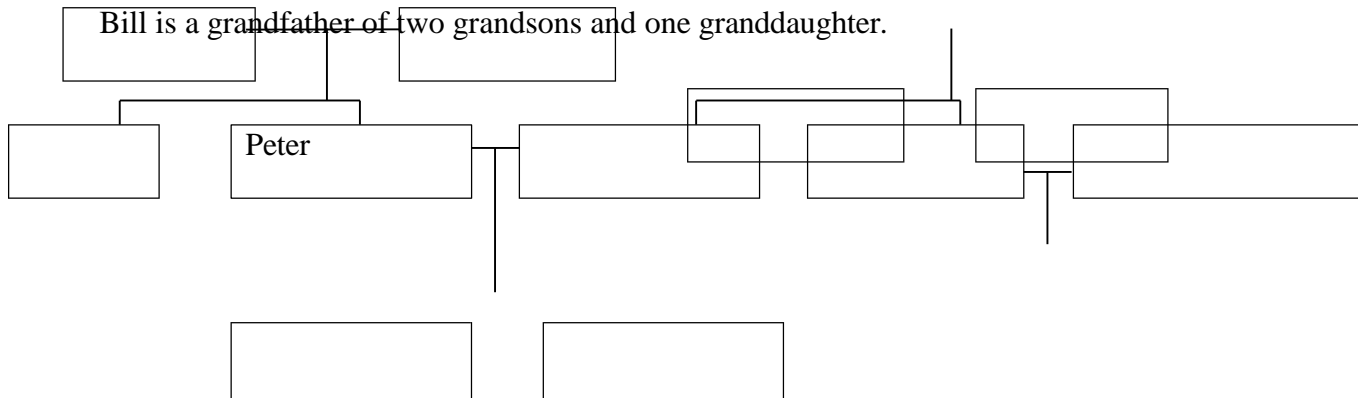 Bill is a grandfather of two grandsons and one granddaughter.
Peter